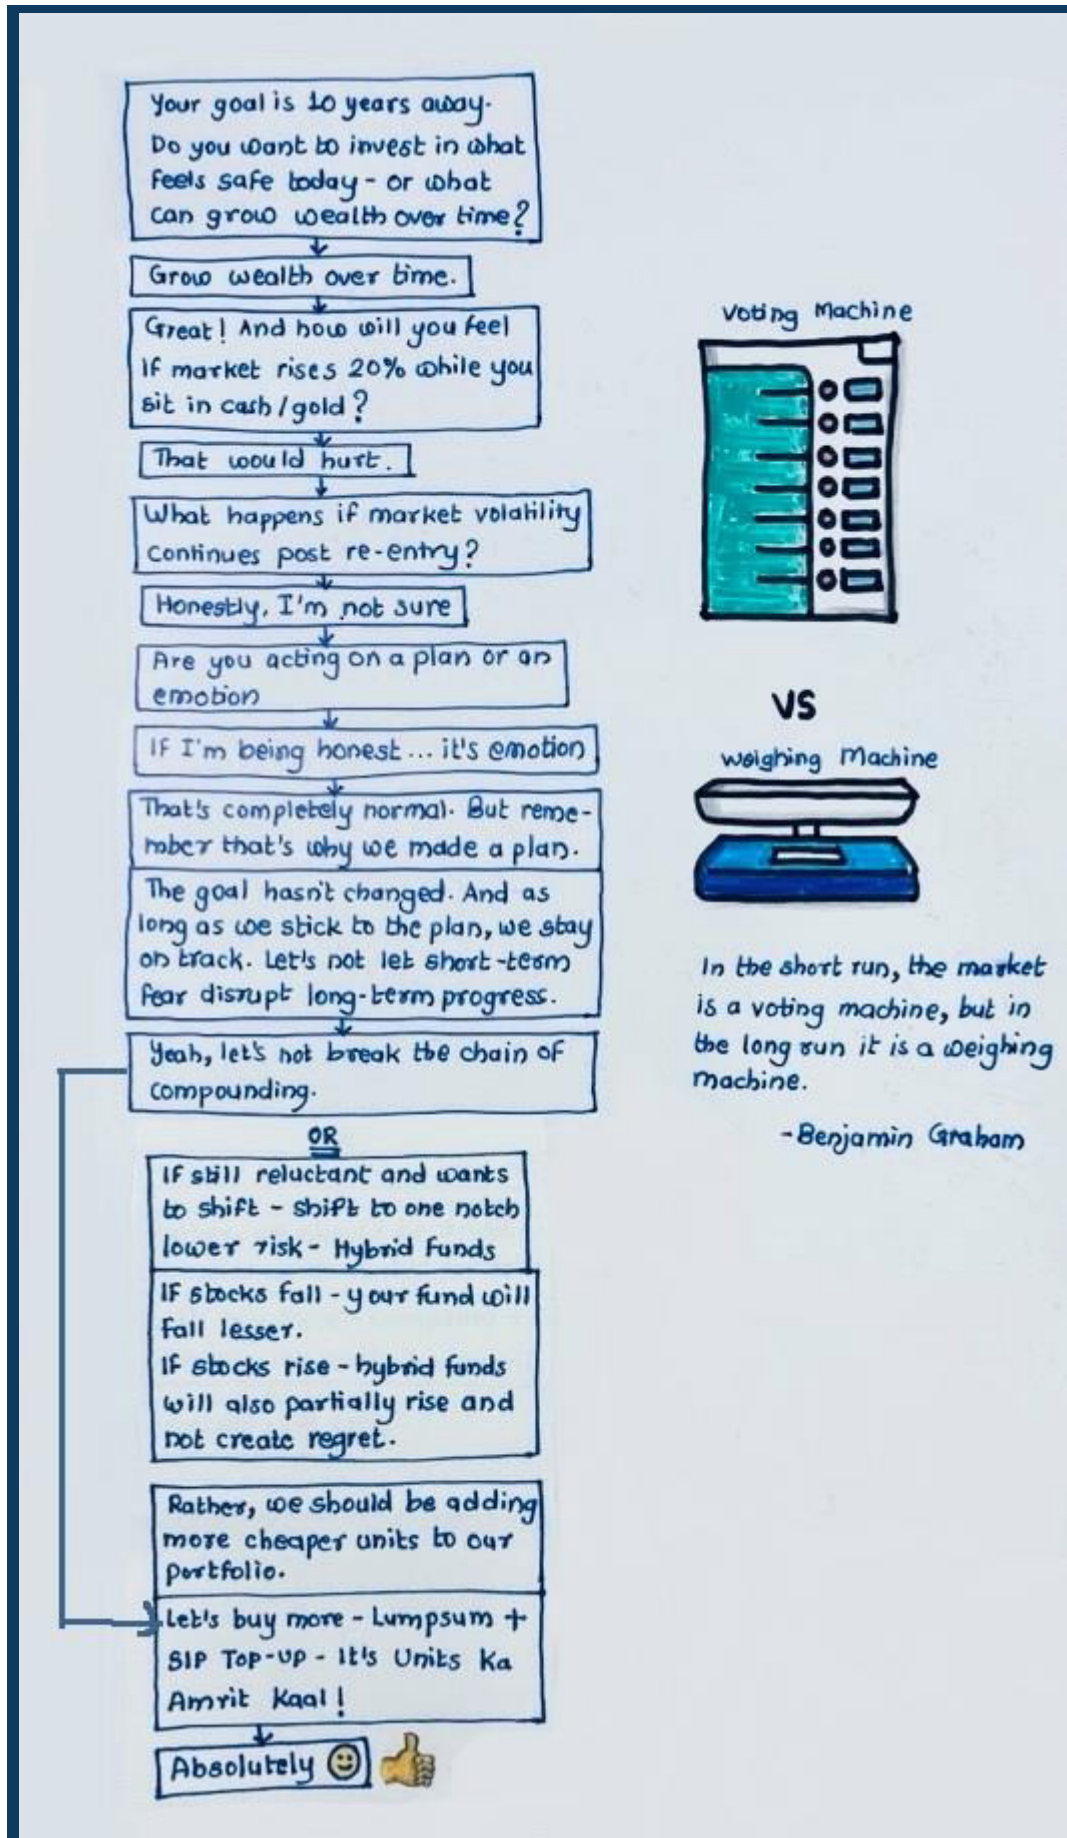 Your goal is 10 years away.
Do you want to invest in what
feels safe today - or what
can grow wealth over time?
Grow wealth over time.
Great! And how will you feel
If market rises 20% while you
sit in cash/gold?
That would hurt.
What happens if market volatility
continues post re-entry?
Honestly, I'm not sure
Are you acting on a plan or an
emotion
If I'm being honest... it's emotion
That's completely normal. But reme-
mber that's why we made a plan.
The goal hasn't changed. And as
long as we stick to the plan, we stay
on track. Let's not let short-term
fear disrupt long-term progress.
Yeah, let's not break the chain of
compounding.
OR
If still reluctant and wants
to shift - shift to one notch
lower risk - Hybrid Funds
If stocks fall - your fund will
fall lesser.
If stocks rise - hybrid funds
will also partially rise and
not create regret.
Rather, we should be adding
more cheaper units to our
portfolio.
Let's buy more - Lumpsum +
SIP Top-up - It's Units Ka
Amrit Kaal!
Absolutely
Voting Machine
VS
Weighing Machine
In the short run, the market
is a voting machine, but in
the long run it is a weighing
machine.
-Benjamin Graham